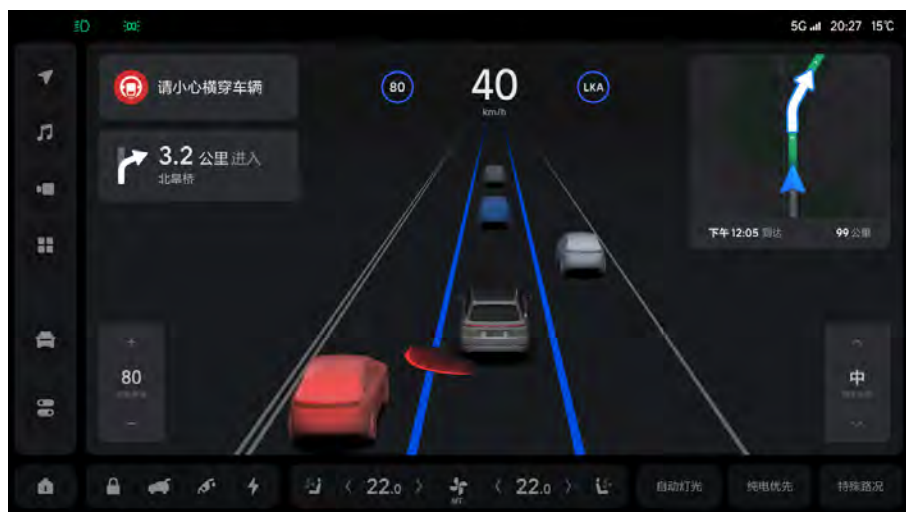 5G 20:27 15℃
请小心横穿车辆
80
40
km/h
LKA
3.2 公里进入
北皋桥
下午 12:05 到达 99 公里
+
80
-
中
22.0
22.0
自动灯光
纯电优先
特殊路况